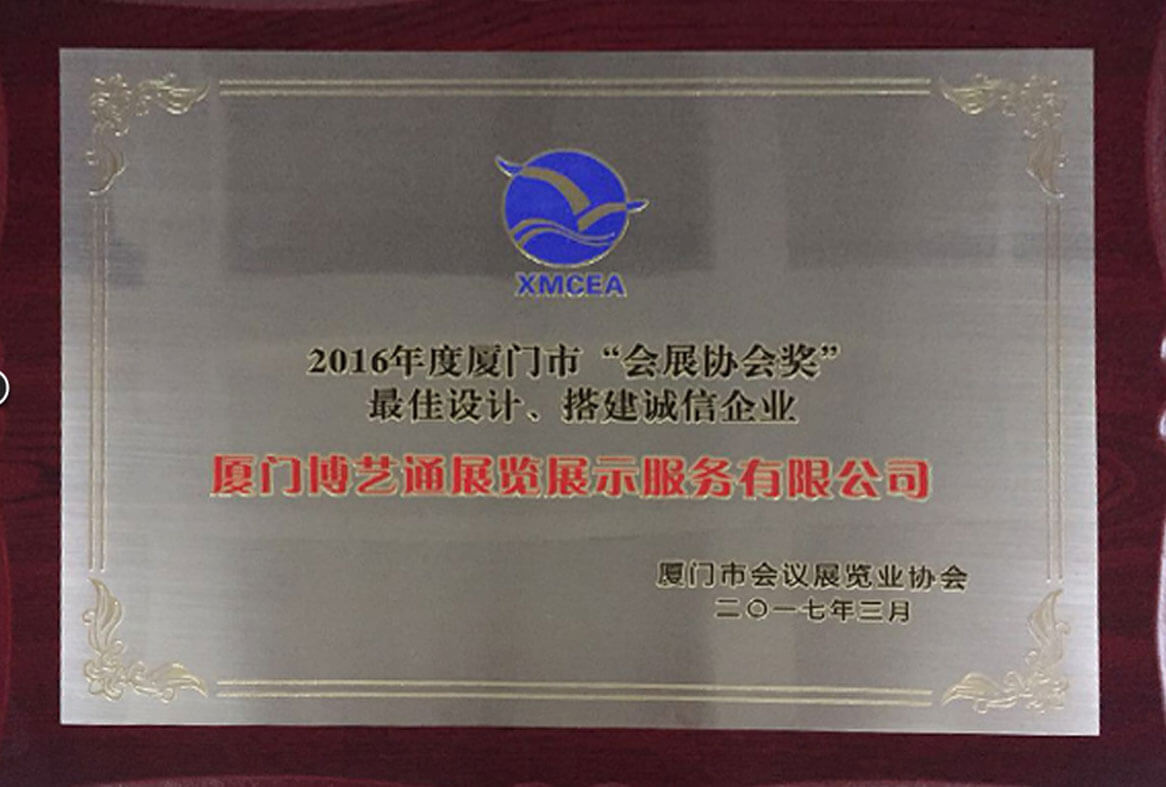 XMCEA
2016年度厦门市“会展协会奖”
最佳设计、搭建诚信企业
厦门博艺通展览展示服务有限公司
厦门市会议展览业协会
二〇一七年三月